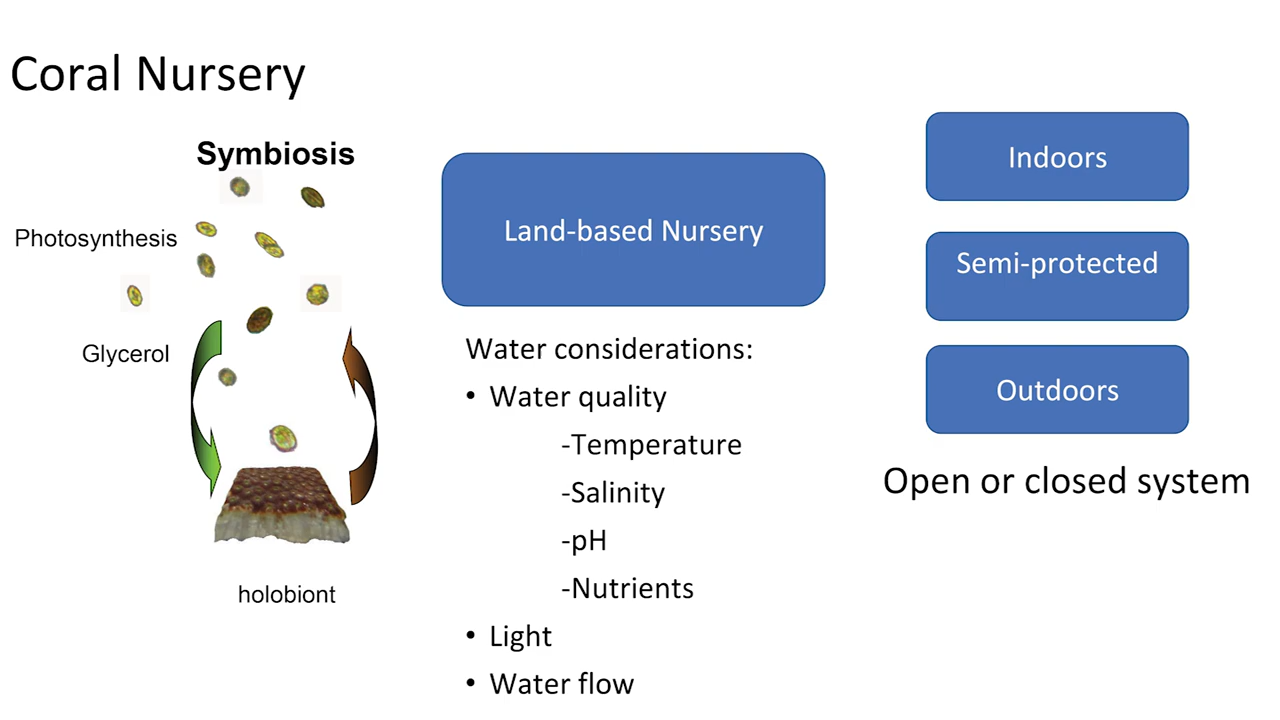 Coral Nursery
Symbiosis
Photosynthesis
Glycerol
holobiont
Land-based Nursery
Water considerations:
• Water quality
-Temperature
-Salinity
-pH
-Nutrients
• Light
• Water flow
Indoors
Semi-protected
Outdoors
Open or closed system